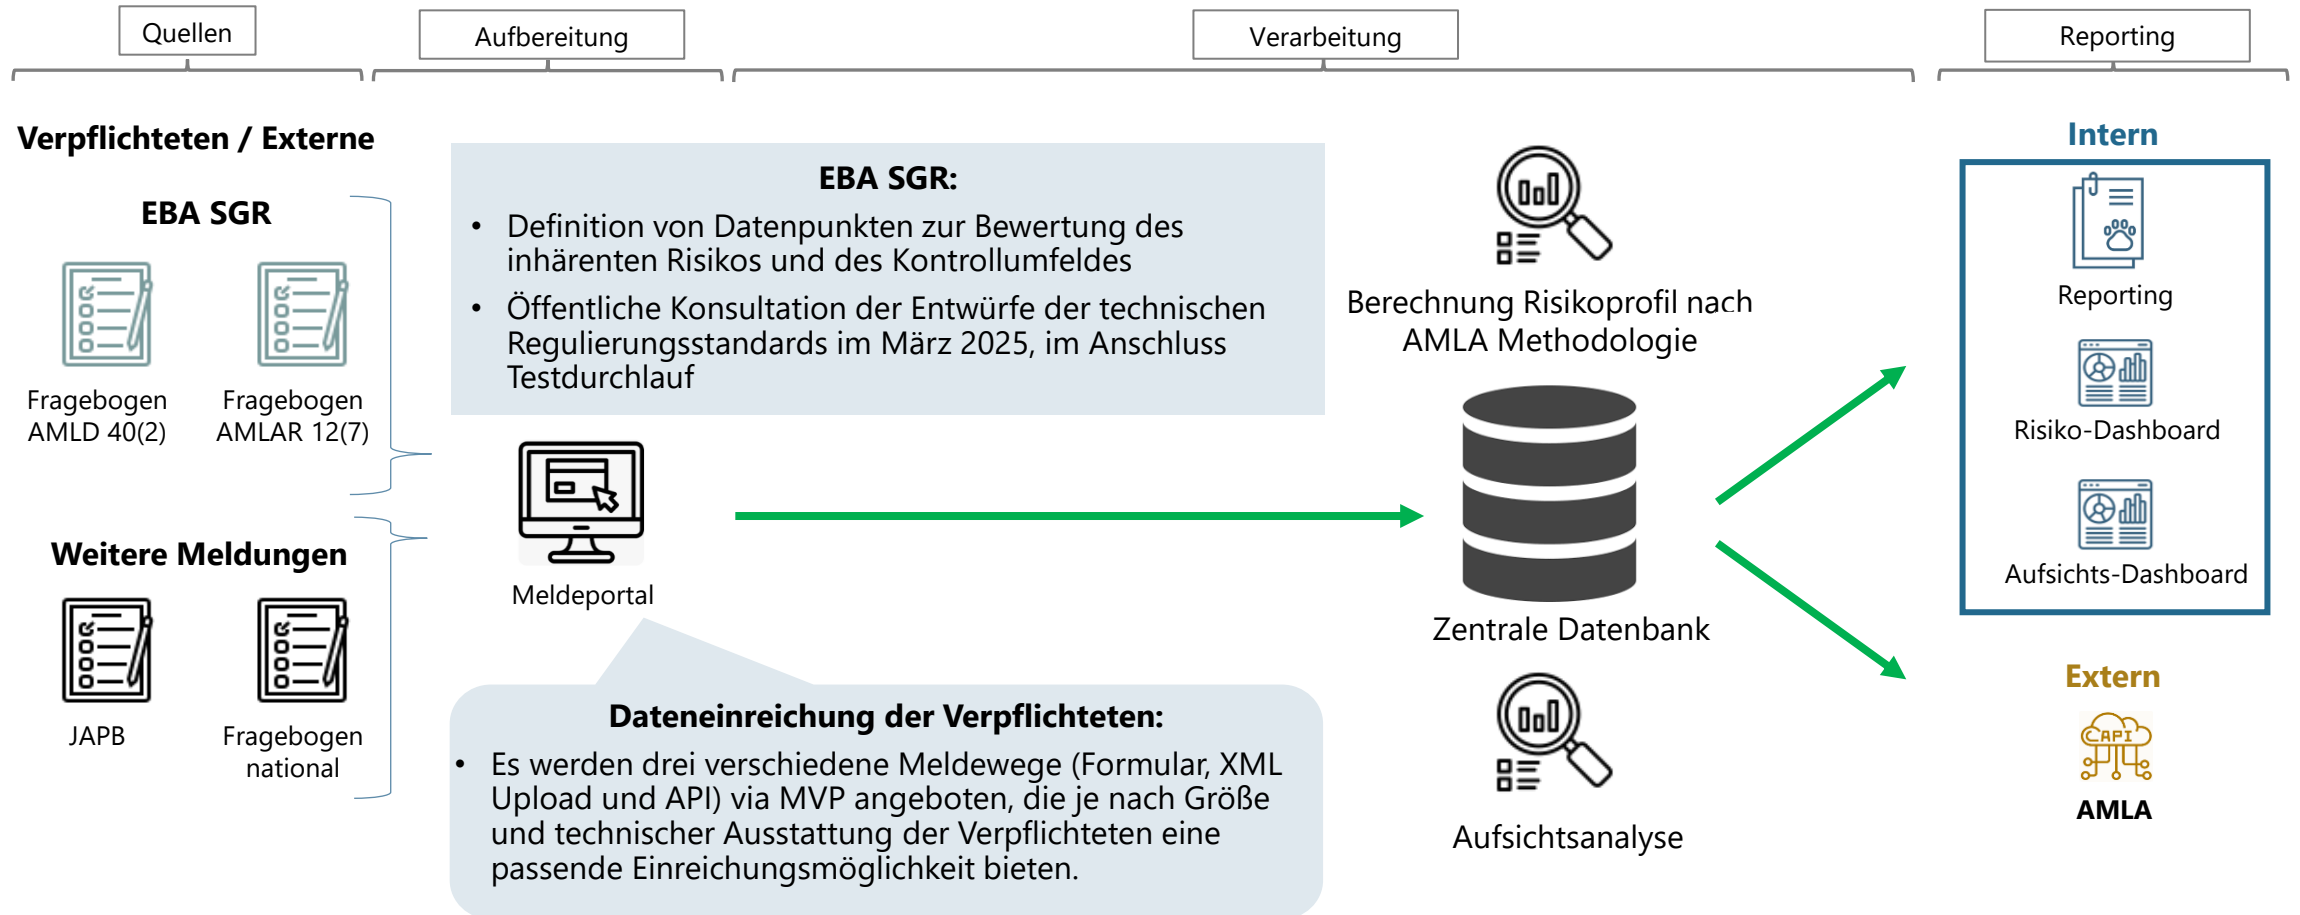 Quellen
Aufbereitung
Verarbeitung
Reporting
Verpflichteten / Externe
EBA SGR
Fragebogen
AMLD 40(2)
Fragebogen
AMLAR 12(7)
Weitere Meldungen
JAPB
Fragebogen
national
EBA SGR:
• Definition von Datenpunkten zur Bewertung des
inhärenten Risikos und des Kontrollumfeldes
• Öffentliche Konsultation der Entwürfe der technischen
Regulierungsstandards im März 2025, im Anschluss
Testdurchlauf
Meldeportal
Dateneinreichung der Verpflichteten:
• Es werden drei verschiedene Meldewege (Formular, XML
Upload und API) via MVP angeboten, die je nach Größe
und technischer Ausstattung der Verpflichteten eine
passende Einreichungsmöglichkeit bieten.
Berechnung Risikoprofil nach
AMLA Methodologie
Zentrale Datenbank
Aufsichtsanalyse
Intern
Reporting
Risiko-Dashboard
Aufsichts-Dashboard
Extern
API
AMLA